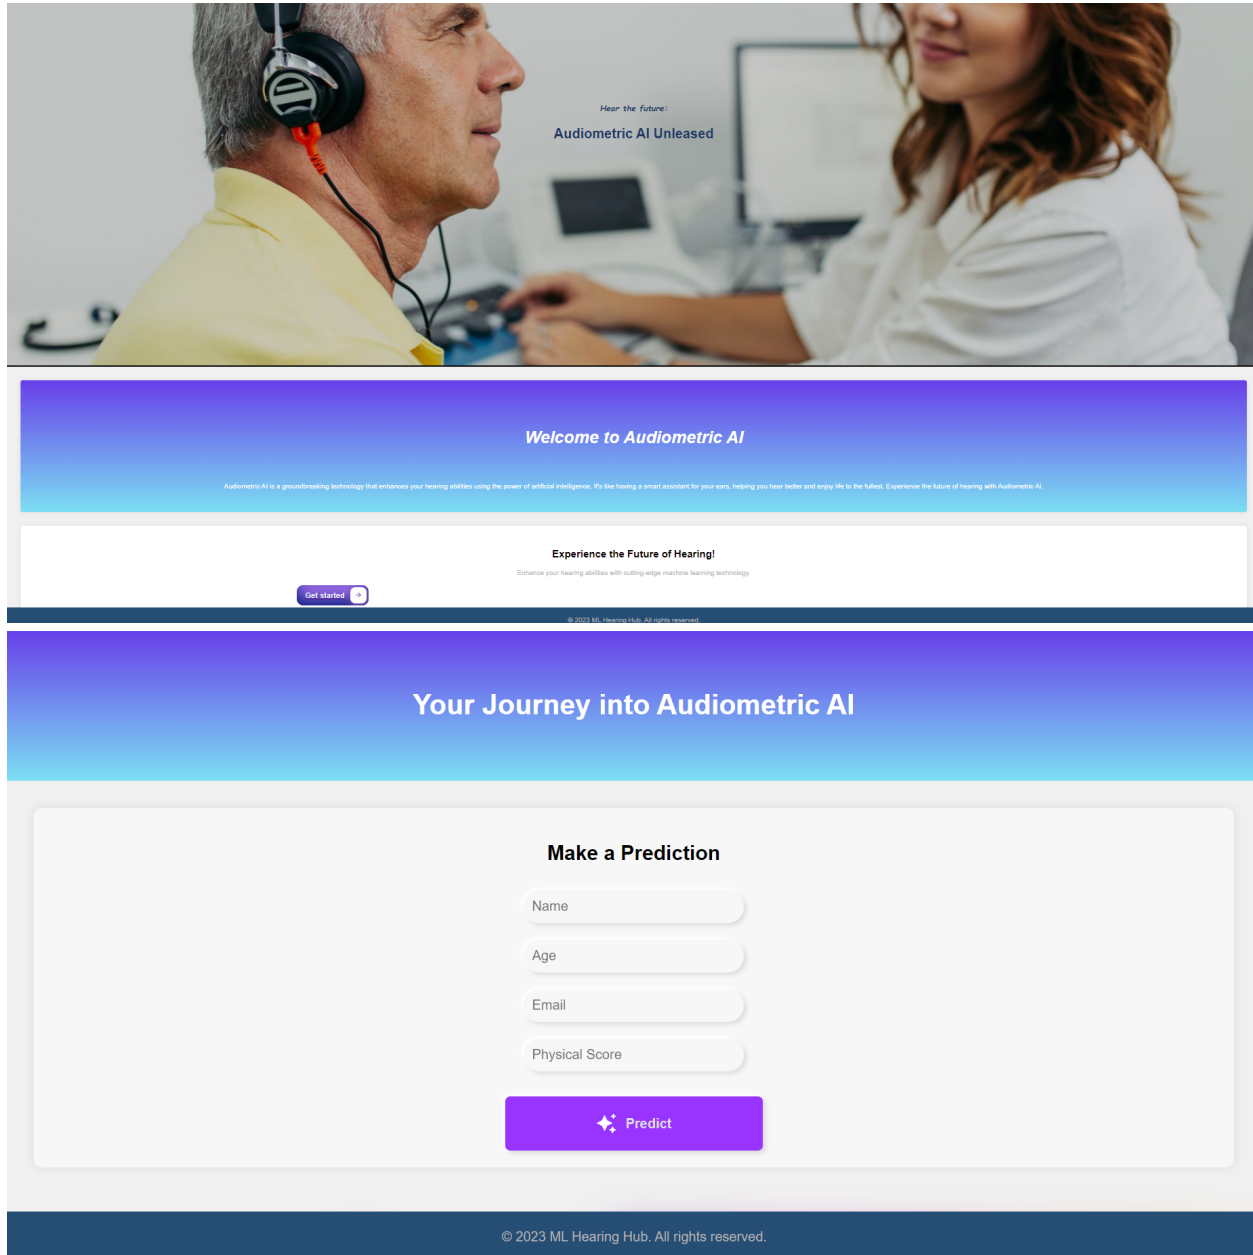 Hear the future:
Audiometric AI Unleased
Welcome to Audiometric AI
Audiometric AI is a groundbreaking technology that enhances your hearing abilities using the power of artificial intelligence. It's like having a smart assistant for your ears, helping you hear better and enjoy life to the fullest. Experience the future of hearing with Audiometric AI.
Experience the Future of Hearing!
Enhance your hearing abilities with cutting-edge machine learning technology.
Get started
© 2023 ML Hearing Hub. All rights reserved.
Your Journey into Audiometric AI
Make a Prediction
Name
Age
Email
Physical Score
Predict
© 2023 ML Hearing Hub. All rights reserved.